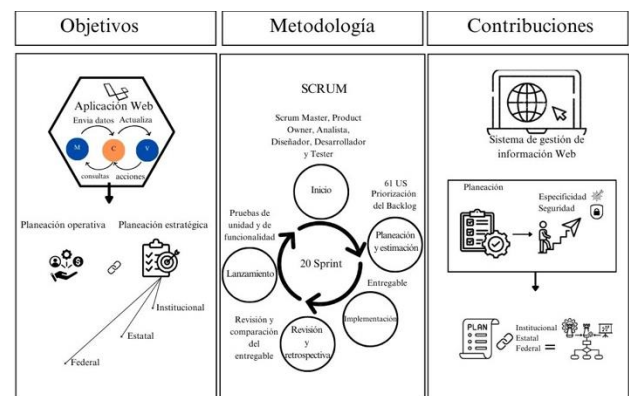 Objetivos
Metodología
Contribuciones
Aplicación Web
Envia datos
Actualiza
M
C
V
consultas
acciones
Planeación operativa
Planeación estratégica
Institucional
Estatal
Federal
SCRUM
Scrum Master, Product
Owner, Analista,
Diseñador, Desarrollador
y Tester
Inicio
61 US
Priorización
del Backlog
Planeación
y estimación
Entregable
Implementación
Revisión
y
retrospectiva
Revisión y
comparación
del
entregable
Lanzamiento
Pruebas de
unidad y de
funcionalidad
20 Sprint
Sistema de gestión de
información Web
Planeación
Especificidad
Seguridad
PLAN
Institucional
Estatal
Federal
=